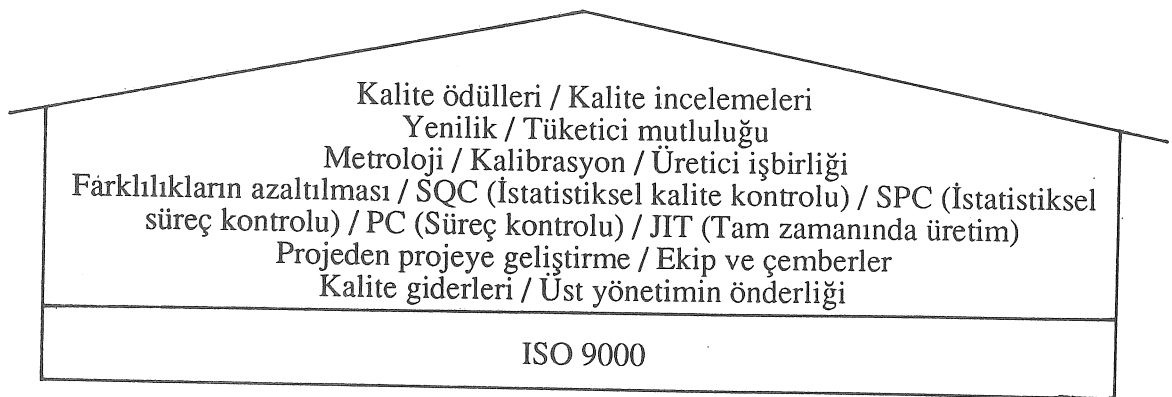 Kalite ödülleri / Kalite incelemeleri
Yenilik / Tüketici mutluluğu
Metroloji / Kalibrasyon / Üretici işbirliği
Farklılıkların azaltılması / SQC (İstatistiksel kalite kontrolu) / SPC (İstatistiksel
süreç kontrolu) / PC (Süreç kontrolu) / JIT (Tam zamanında üretim)
Projeden projeye geliştirme / Ekip ve çemberler
Kalite giderleri / Üst yönetimin önderliği
ISO 9000